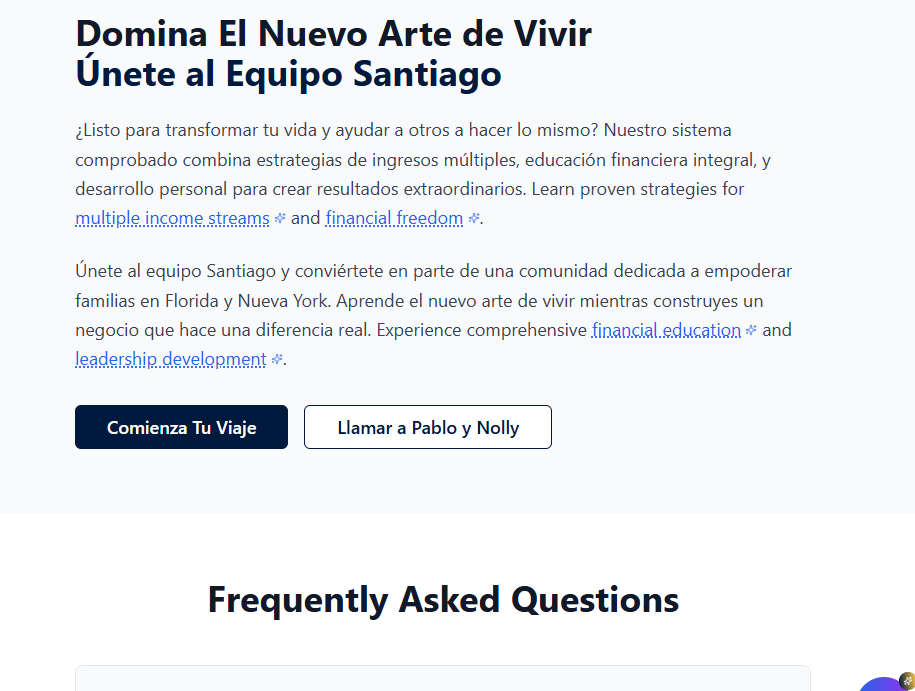 Domina El Nuevo Arte de Vivir
Únete al Equipo Santiago
¿Listo para transformar tu vida y ayudar a otros a hacer lo mismo? Nuestro sistema
comprobado combina estrategias de ingresos múltiples, educación financiera integral, y
desarrollo personal para crear resultados extraordinarios. Learn proven strategies for
multiple income streams and financial freedom.
Únete al equipo Santiago y conviértete en parte de una comunidad dedicada a empoderar
familias en Florida y Nueva York. Aprende el nuevo arte de vivir mientras construyes un
negocio que hace una diferencia real. Experience comprehensive financial education and
leadership development.
Comienza Tu Viaje
Llamar a Pablo y Nolly
Frequently Asked Questions